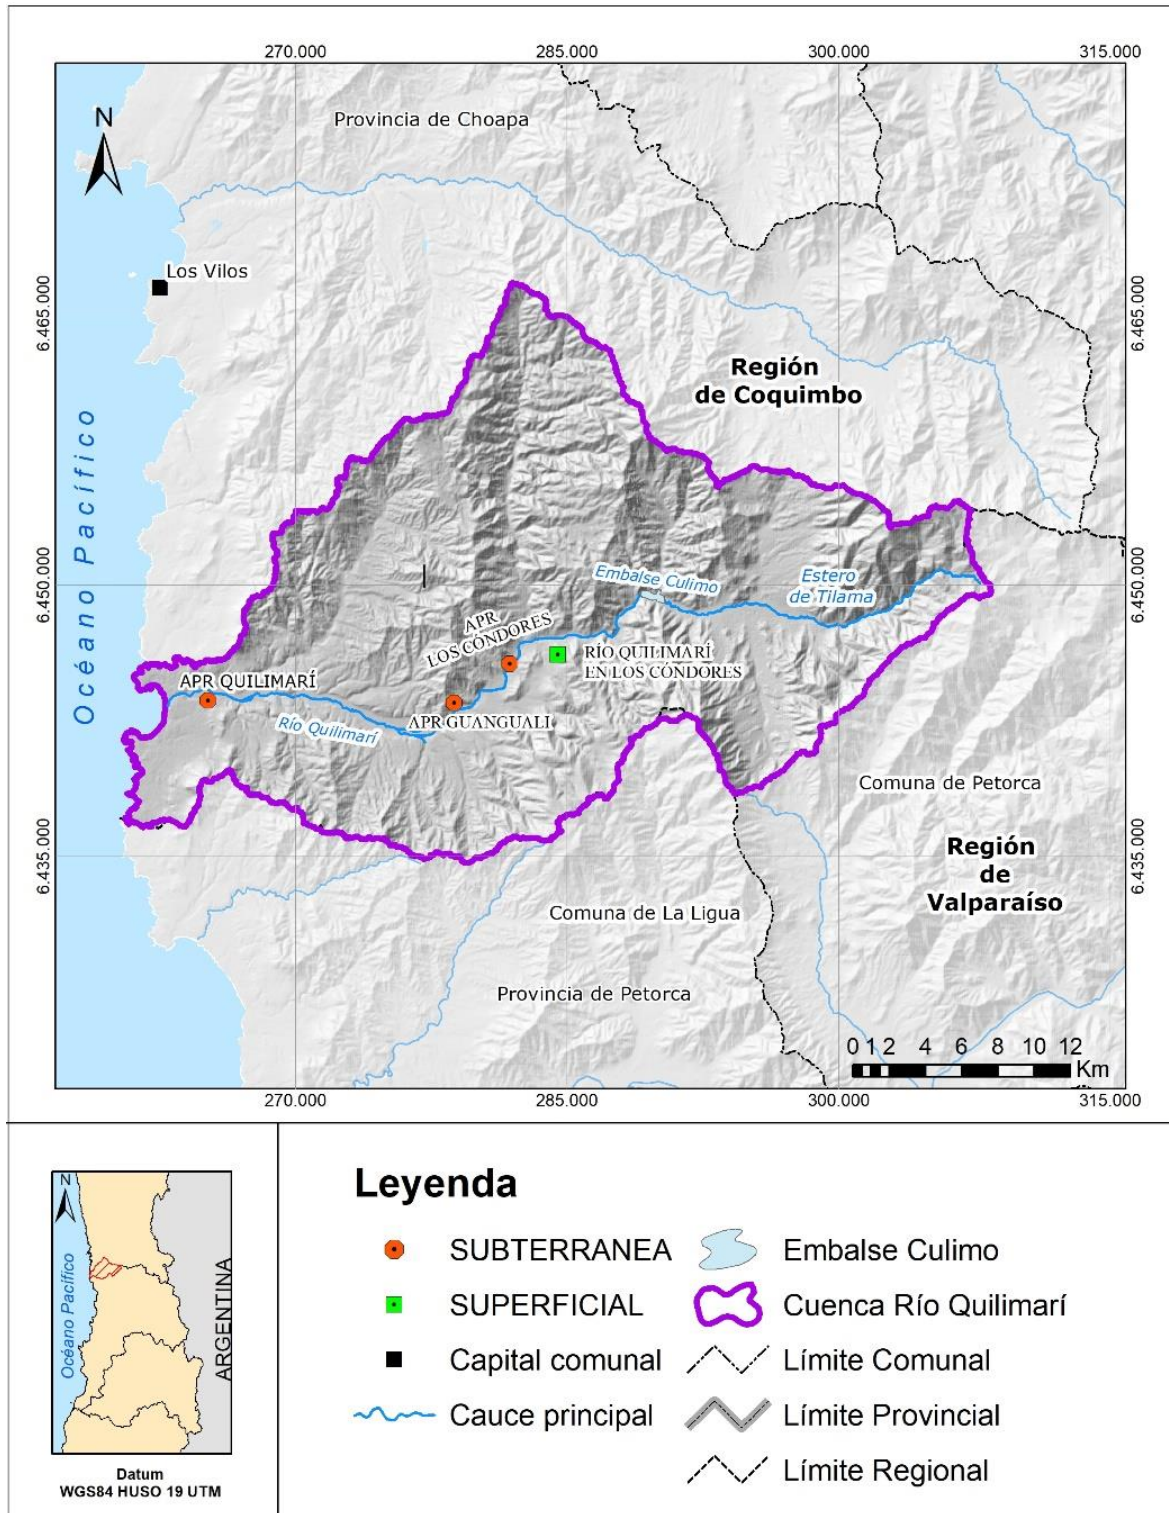 270.000
285.000
300.000
315.000
Provincia de Choapa
N
Los Vilos
6.465.000
6.465.000
Región
de Coquimbo
Océano Pacífico
6.450.000
6.450.000
Embalse Culimo
Estero
de Tilama
APR
LOS CÓNDORES
RÍO QUILIMARÍ
EN LOS CÓNDORES
APR QUILIMARÍ
APR GUANGUALI
Río Quilimarí
Comuna de Petorca
6.435.000
6.435.000
Región
de
Valparaíso
Comuna de La Ligua
Provincia de Petorca
0 1 2 4 6 8 10 12
Km
270.000
285.000
300.000
315.000
N
Océano Pacífico
ARGENTINA
Datum
WGS84 HUSO 19 UTM
Leyenda
SUBTERRANEA
SUPERFICIAL
Capital comunal
Cauce principal
Embalse Culimo
Cuenca Río Quilimarí
Límite Comunal
Límite Provincial
Límite Regional